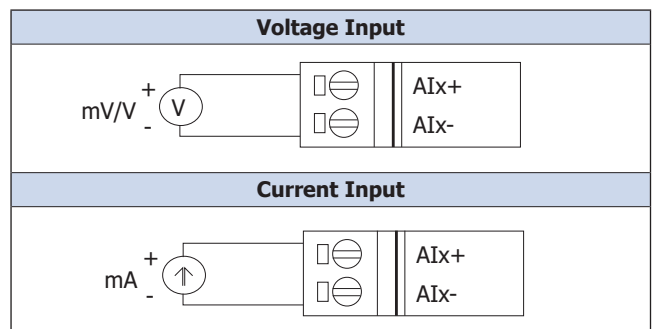 Voltage Input
+
mV/V
-
V
AIx+
AIx-
Current Input
+
mA
-
AIx+
AIx-